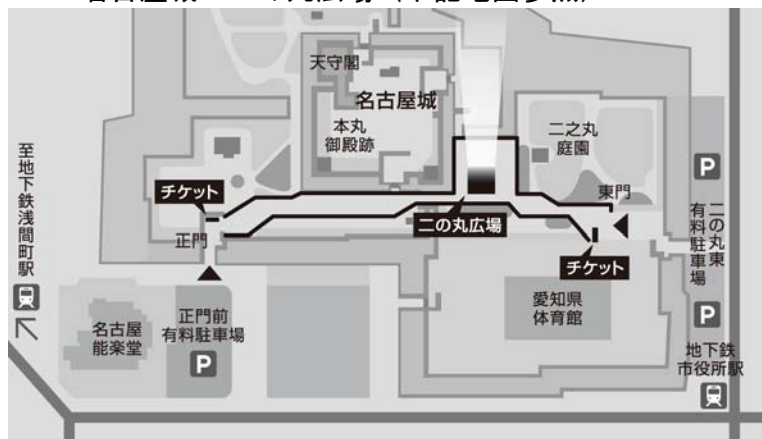 天守閣
名古屋城
本丸
御殿跡
二之丸
庭園
至地下鉄浅間町駅
チケット
正門
二の丸広場
東門
チケット
P
二の丸東
有料駐車場
P
愛知県
体育館
名古屋
能楽堂
正門前
有料駐車場
P
地下鉄
市役所駅